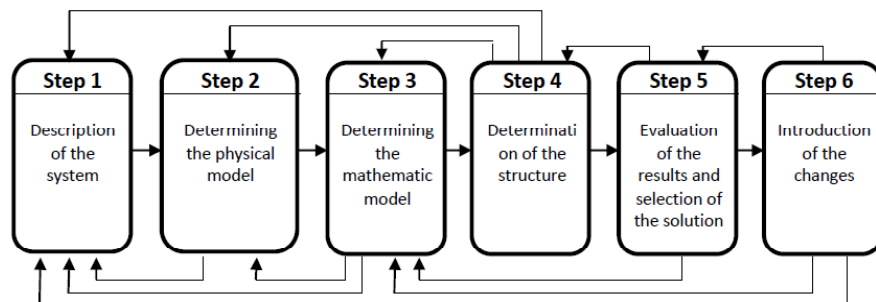 Step 1
Description
of the
system
Step 2
Determining
the physical
model
Step 3
Determining
the
mathematic
model
Step 4
Determinati
on of the
structure
Step 5
Evaluation
of the
results and
selection of
the solution
Step 6
Introduction
of the
changes